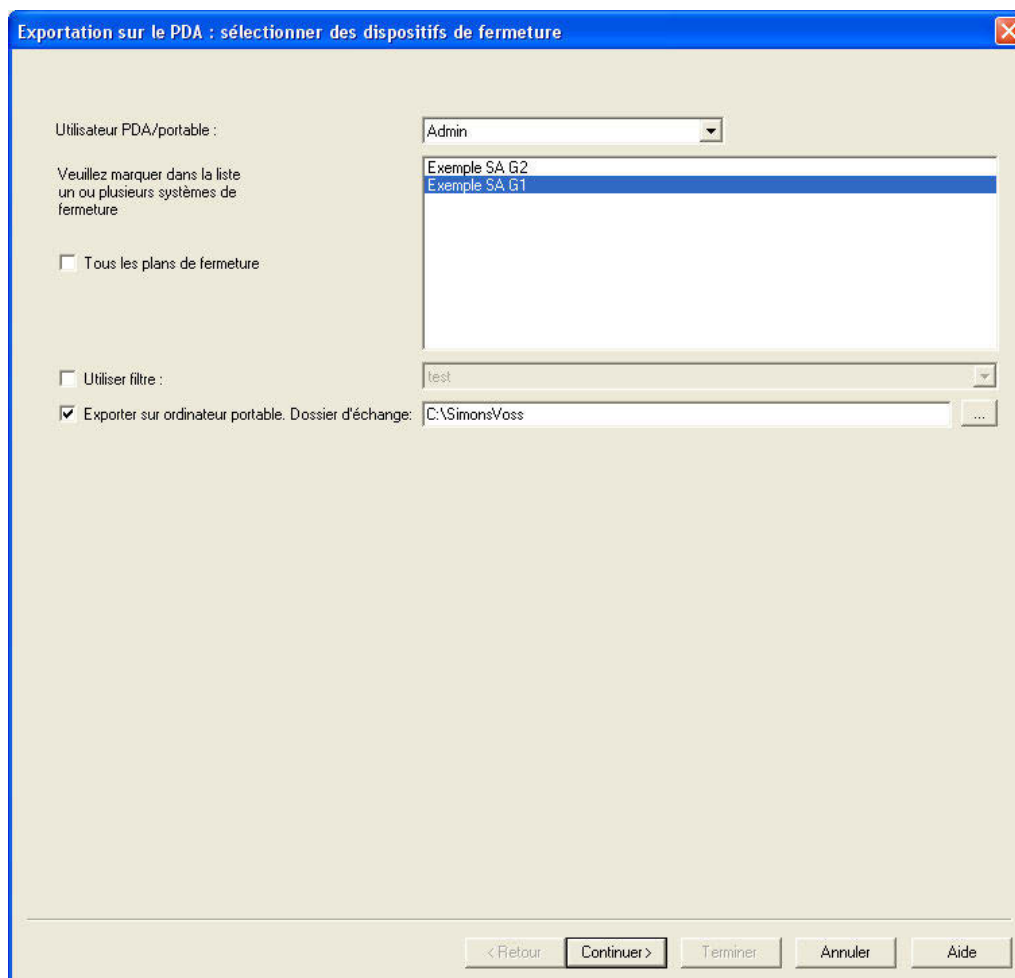 Exportation sur le PDA : sélectionner des dispositifs de fermeture
Utilisateur PDA/portable :
Admin
Veuillez marquer dans la liste
un ou plusieurs systèmes de
fermeture
Exemple SA G2
Exemple SA G1
Tous les plans de fermeture
Utiliser filtre :
test
Exporter sur ordinateur portable. Dossier d'échange:
C:\SimonsVoss
...
< Retour
Continuer >
Terminer
Annuler
Aide